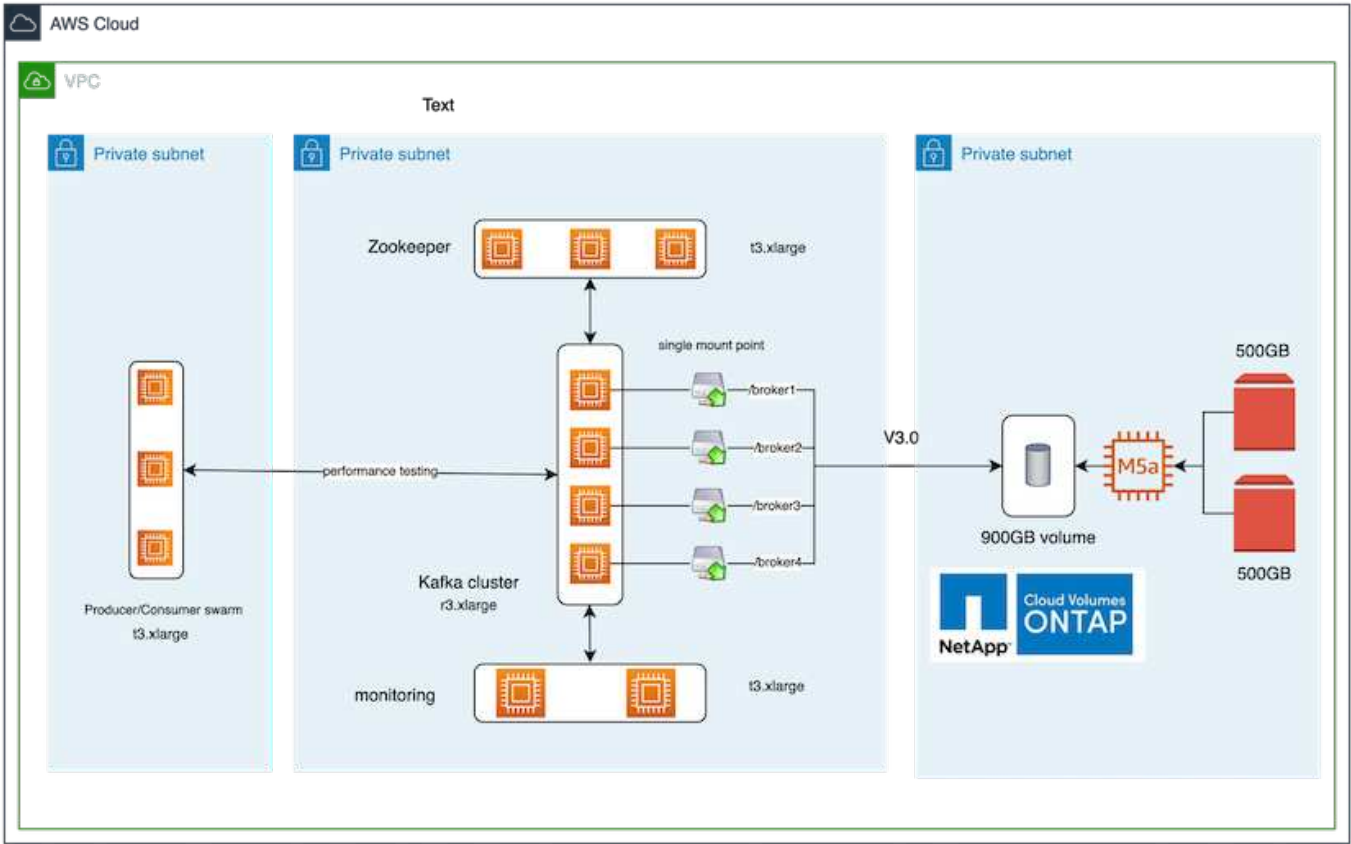 AWS Cloud
VPC
Text
Private subnet
Private subnet
Private subnet
Zookeeper
t3.xlarge
single mount point
500GB
/broker1
/broker2
V3.0
M5a
performance testing
/broker3
900GB volume
/broker4
500GB
Kafka cluster
r3.xlarge
Producer/Consumer swarm
t3.xlarge
Cloud Volumes
ONTAP
NetApp
monitoring
t3.xlarge